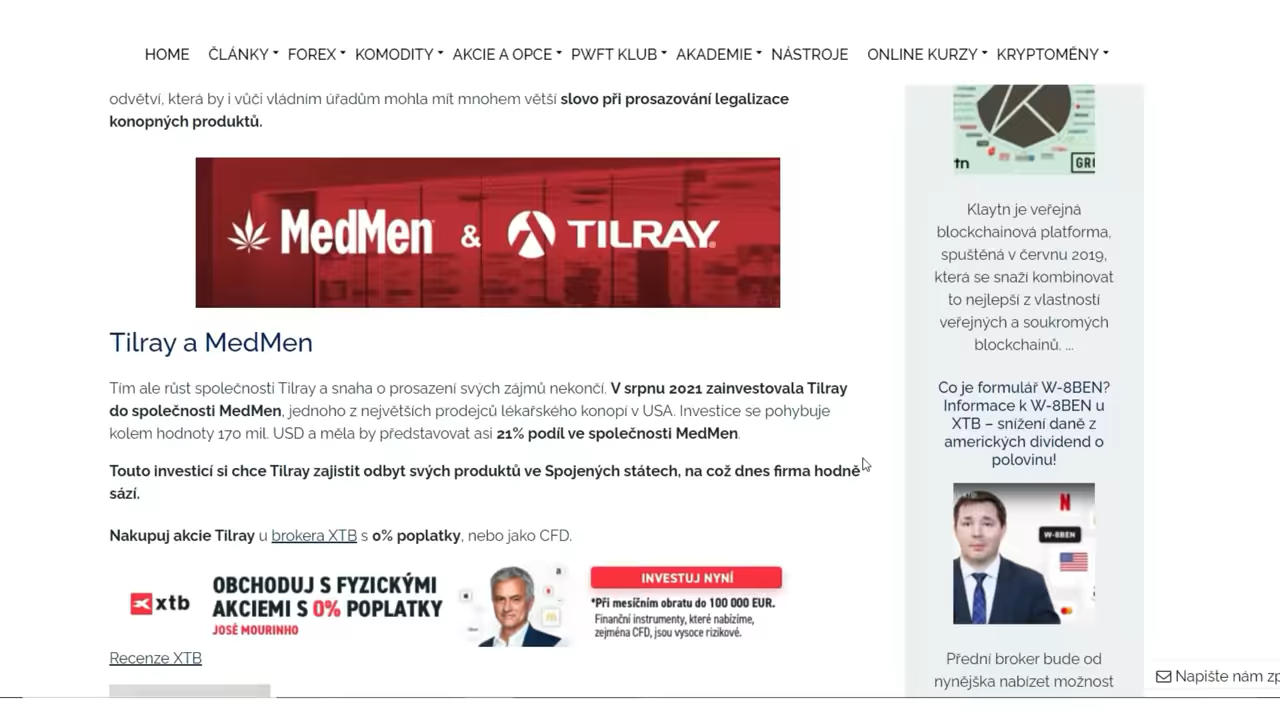 HOME ČLÁNKY FOREX KOMODITY AKCIE A OPCE PWFT KLUB AKADEMIE NÁSTROJE ONLINE KURZY KRYPTOMĚNY
odvětví, která by i vůči vládním úřadům mohla mít mnohem větší slovo při prosazování legalizace
konopných produktů.
MedMen & TILRAY
Tilray a MedMen
Tím ale růst společnosti Tilray a snaha o prosazení svých zájmů nekončí. V srpnu 2021 zainvestovala Tilray
do společnosti MedMen, jednoho z největších prodejců lékařského konopí v USA. Investice se pohybuje
kolem hodnoty 170 mil. USD a měla by představovat asi 21% podíl ve společnosti MedMen.
Touto investicí si chce Tilray zajistit odbyt svých produktů ve Spojených státech, na což dnes firma hodně
sází.
Nakupuj akcie Tilray u brokera XTB s 0% poplatky, nebo jako CFD.
xtb
OBCHODUJ S FYZICKÝMI
AKCIEMI S 0% POPLATKY
JOSÉ MOURINHO
INVESTUJ NYNÍ
*Při měsíčním obratu do 100 000 EUR.
Finanční instrumenty, které nabízíme,
zejména CFD, jsou vysoce rizikové.
Recenze XTB
tn GR
Klaytn je veřejná
blockchainová platforma,
spuštěná v červnu 2019,
která se snaží kombinovat
to nejlepší z vlastností
veřejných a soukromých
blockchainů. ...
Co je formulář W-8BEN?
Informace k W-8BEN u
XTB – snížení daně z
amerických dividend o
polovinu!
N
W-8BEN
Přední broker bude od
nynějška nabízet možnost
Napište nám zp